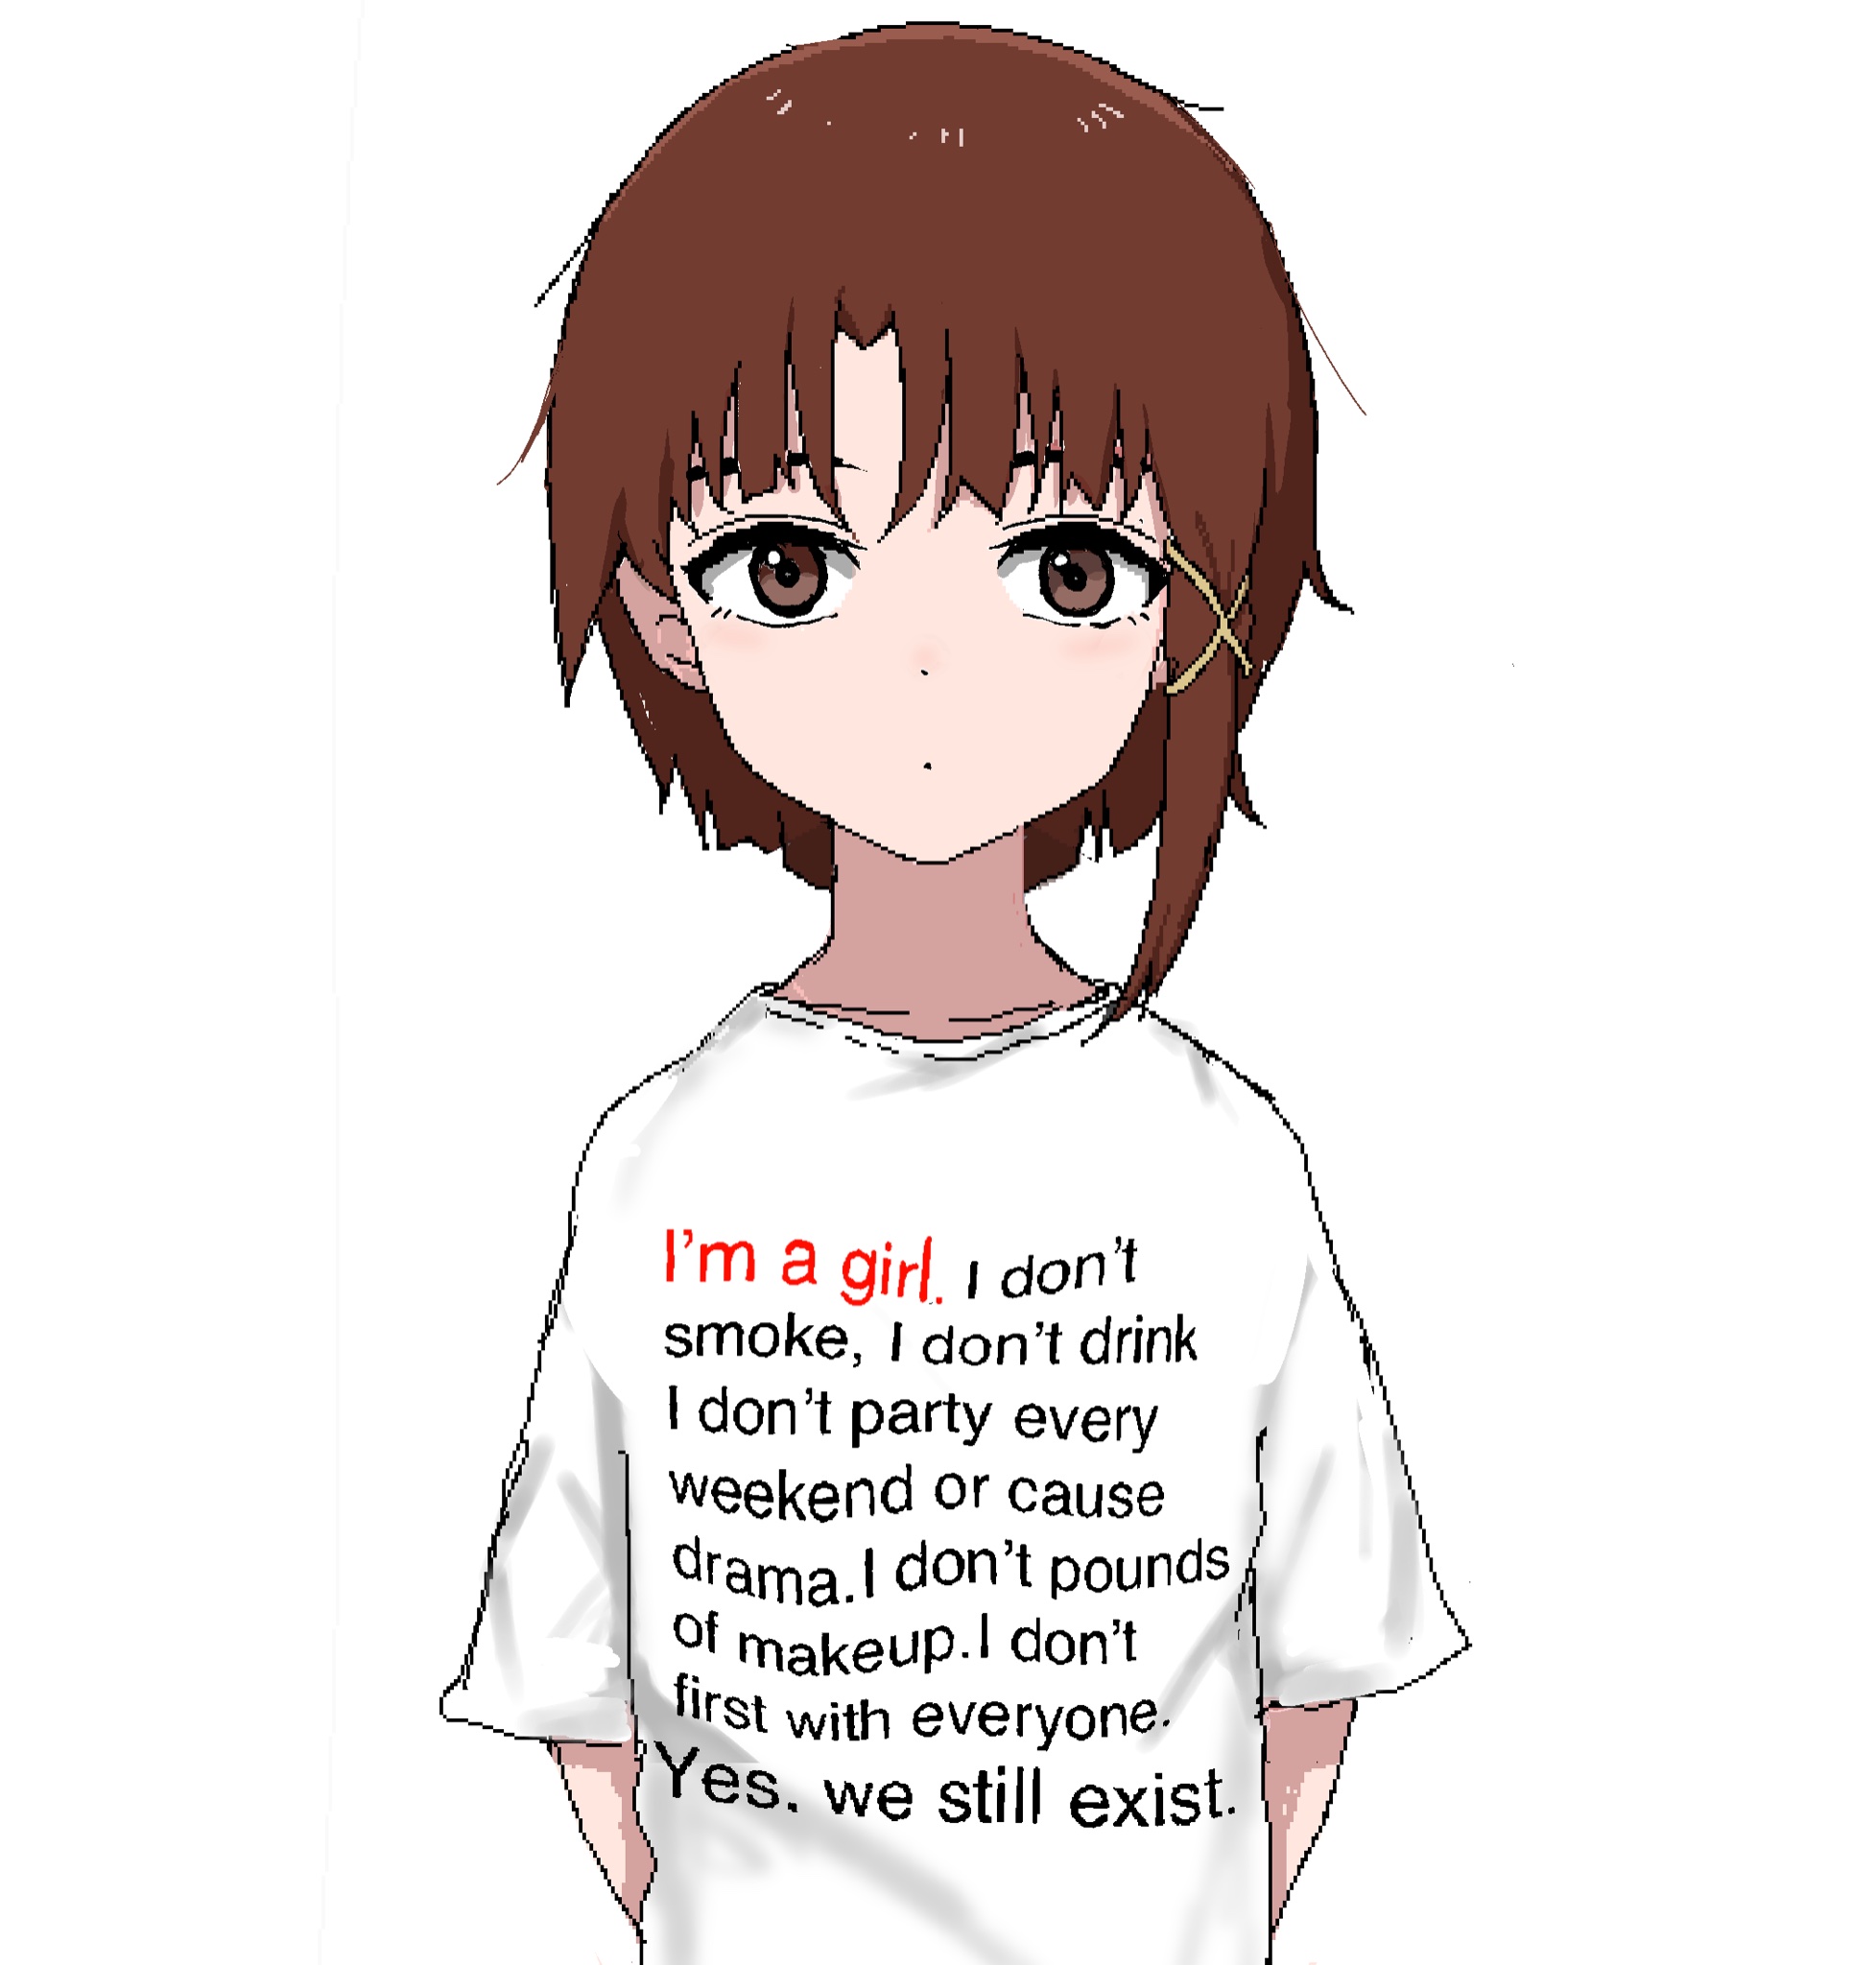 I'm a girl. I don't
smoke, I don't drink
I don't party every
weekend or cause
drama. I don't pounds
of makeup. I don't
first with everyone.
Yes. we still exist.